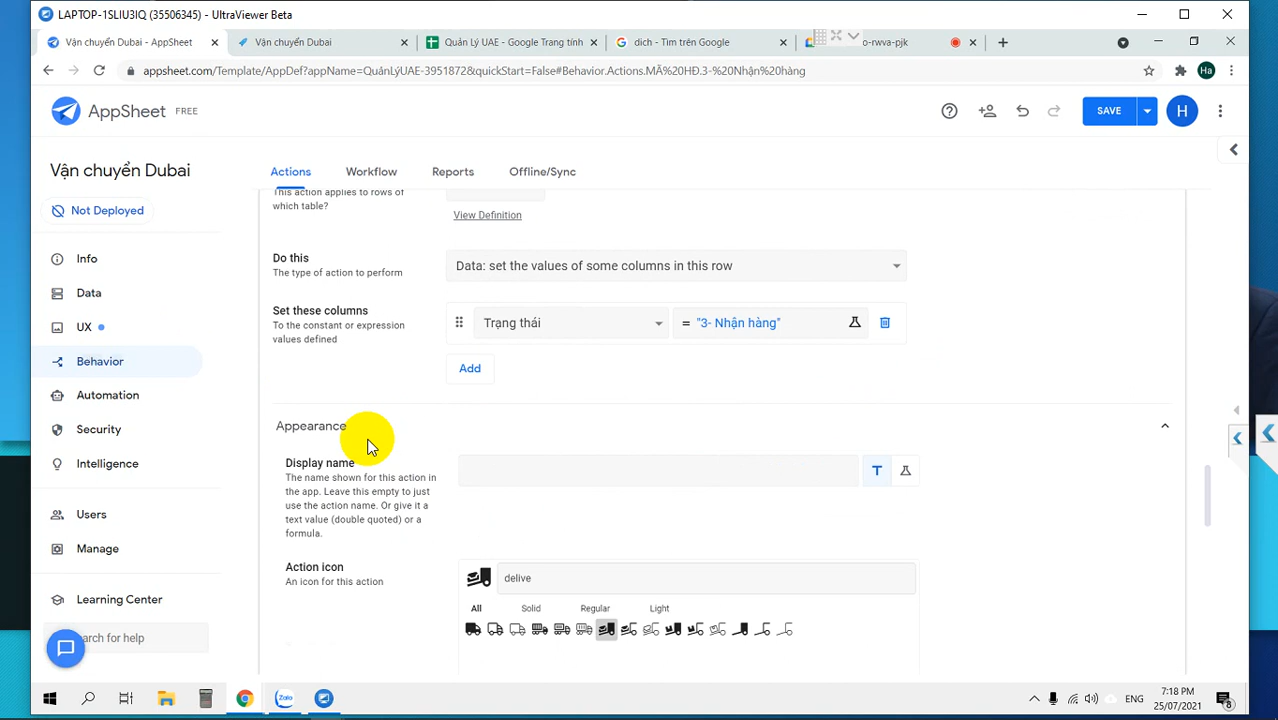 LAPTOP-1SLIU3IQ (35506345) - UltraViewer Beta
Vận chuyển Dubai - AppSheet
Vận chuyển Dubai
Quản Lý UAE - Google Trang tính
dich - Tìm trên Google
o-rwva-pjk
appsheet.com/Template/AppDef?appName=QuảnLýUAE-3951872&quickStart=False#Behavior.Actions.MÃ%20HĐ.3-%20Nhận%20hàng
Ha
AppSheet FREE
SAVE
H
Vận chuyển Dubai
Not Deployed
Info
Data
UX
Behavior
Automation
Security
Intelligence
Users
Manage
Learning Center
earch for help
Actions
Workflow
Reports
Offline/Sync
This action applies to rows of
which table?
View Definition
Do this
The type of action to perform
Data: set the values of some columns in this row
Set these columns
To the constant or expression
values defined
Trạng thái
= "3- Nhận hàng"
Add
Appearance
Display name
The name shown for this action in
the app. Leave this empty to just
use the action name. Or give it a
text value (double quoted) or a
formula.
T
Action icon
An icon for this action
delive
All
Solid
Regular
Light
Zalo
ENG
7:18 PM
25/07/2021
8